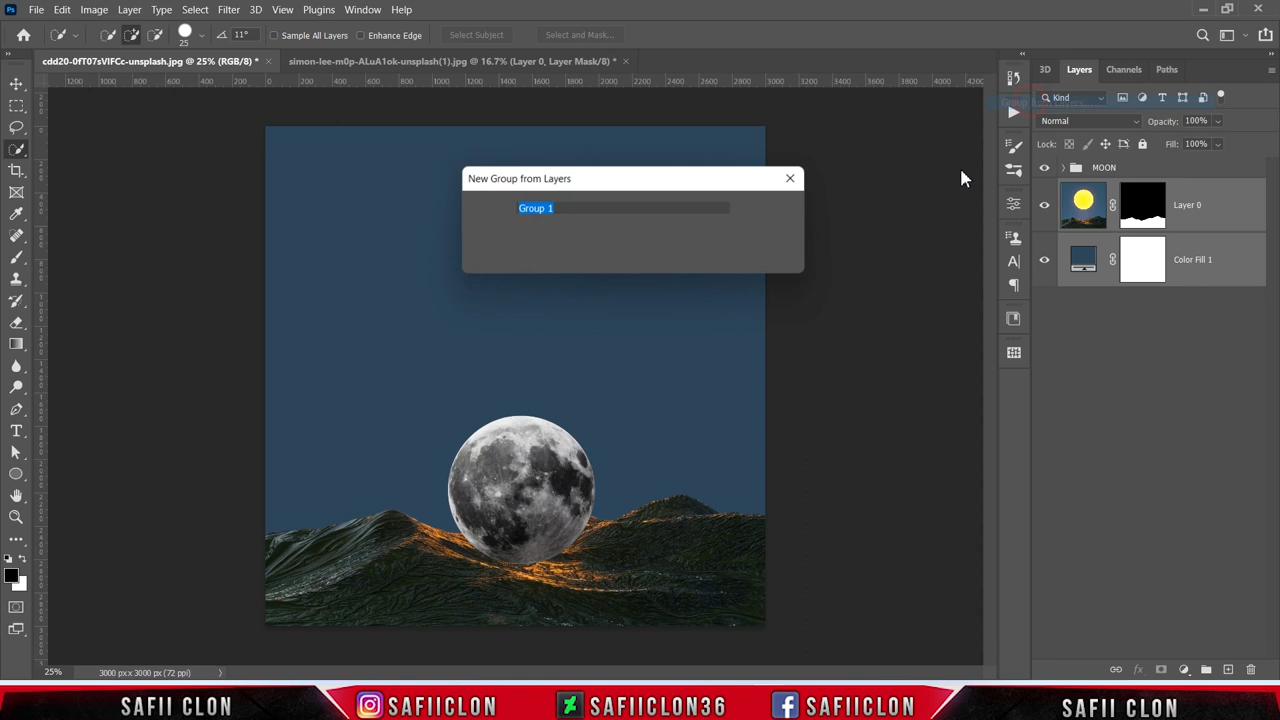 Ps File Edit Image Layer Type Select Filter 3D View Plugins Window Help
25 11° Sample All Layers Enhance Edge Select Subject Select and Mask...
cdd20-0fT07sVIFCc-unsplash.jpg @ 25% (RGB/8) * × simon-lee-m0p-ALuA1ok-unsplash(1).jpg @ 16.7% (Layer 0, Layer Mask/8) * ×
3D Layers Channels Paths
Kind
Normal Opacity: 100%
Lock: Fill: 100%
MOON
Layer 0
Color Fill 1
New Group from Layers
Group 1
25% 3000 px x 3000 px (72 ppi)
SAFII CLON SAFIICLON SAFIICLON36 SAFIICLON SAFII CLON